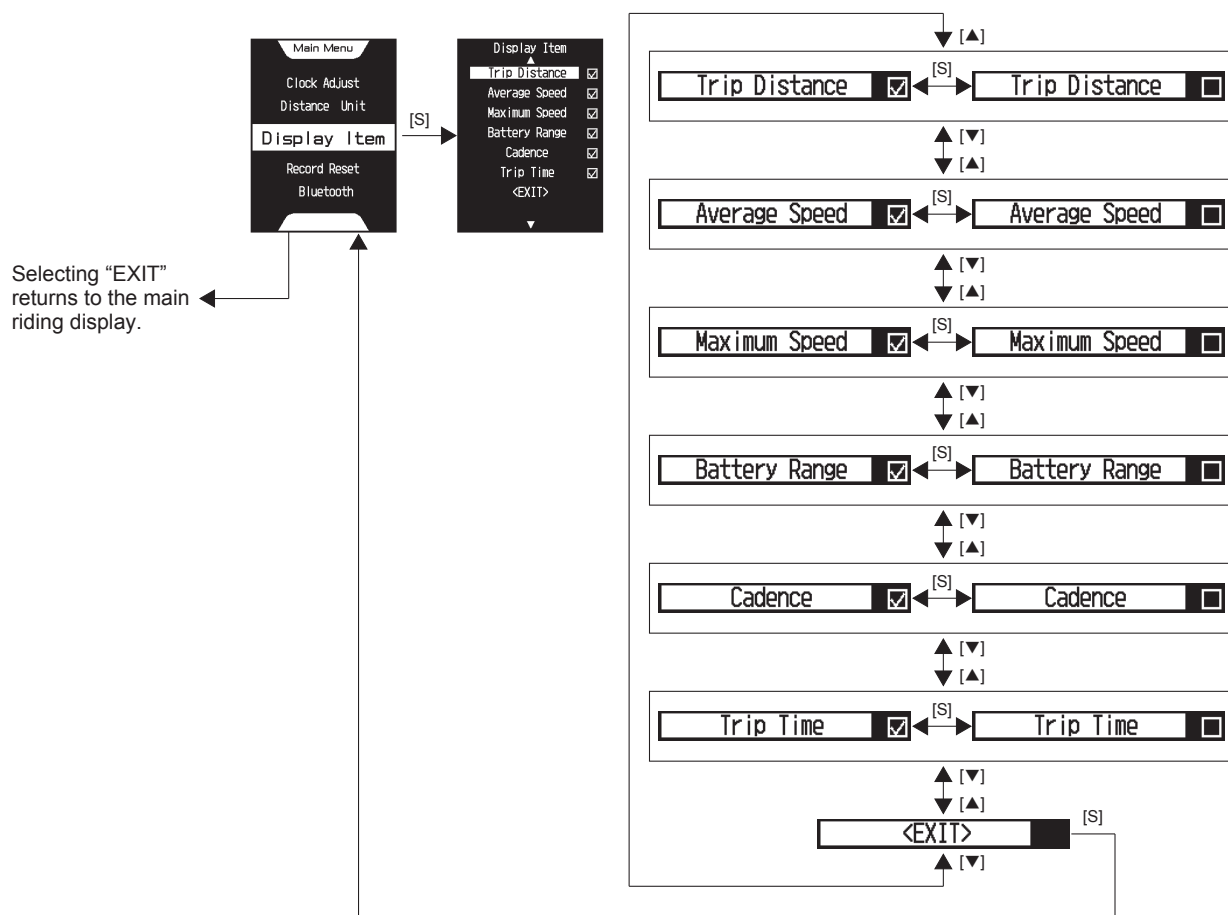 Main Menu
Clock Adjust
Distance Unit
Display Item
Record Reset
Bluetooth
[S]
Display Item
▲
Trip Distance ☑
Average Speed ☑
Maximum Speed ☑
Battery Range ☑
Cadence ☑
Trip Time ☑
<EXIT>
▼
Selecting “EXIT”
returns to the main
riding display.
[▲]
Trip Distance ☑ [S] Trip Distance ☐
[▼]
[▲]
Average Speed ☑ [S] Average Speed ☐
[▼]
[▲]
Maximum Speed ☑ [S] Maximum Speed ☐
[▼]
[▲]
Battery Range ☑ [S] Battery Range ☐
[▼]
[▲]
Cadence ☑ [S] Cadence ☐
[▼]
[▲]
Trip Time ☑ [S] Trip Time ☐
[▼]
[▲]
<EXIT> [S]
[▼]